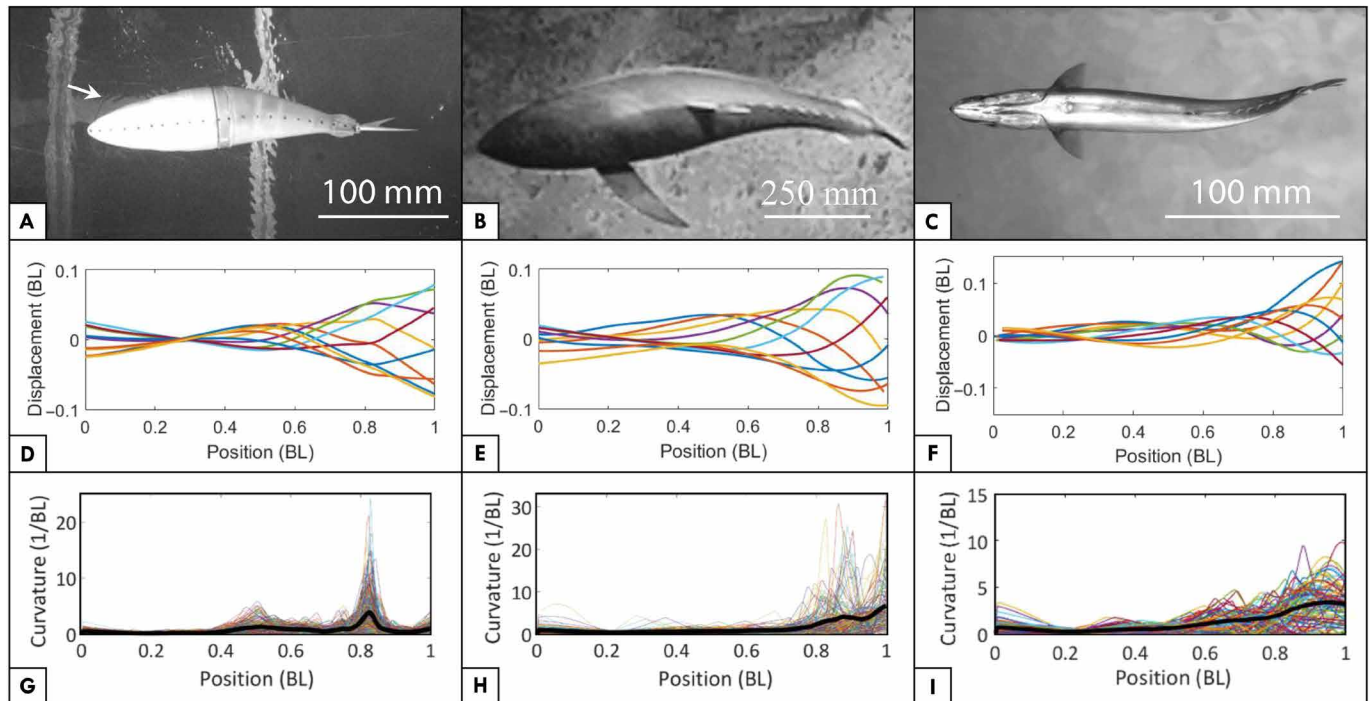 100 mm
A
250 mm
B
100 mm
C
Displacement (BL)
0.1
0
−0.1
0
0.2
0.4
0.6
0.8
1
Position (BL)
D
Displacement (BL)
0.1
0
−0.1
0
0.2
0.4
0.6
0.8
1
Position (BL)
E
Displacement (BL)
0.1
0
−0.1
0
0.2
0.4
0.6
0.8
1
Position (BL)
F
Curvature (1/BL)
20
10
0
0
0.2
0.4
0.6
0.8
1
Position (BL)
G
Curvature (1/BL)
30
20
10
0
0
0.2
0.4
0.6
0.8
1
Position (BL)
H
Curvature (1/BL)
15
10
5
0
0
0.2
0.4
0.6
0.8
1
Position (BL)
I